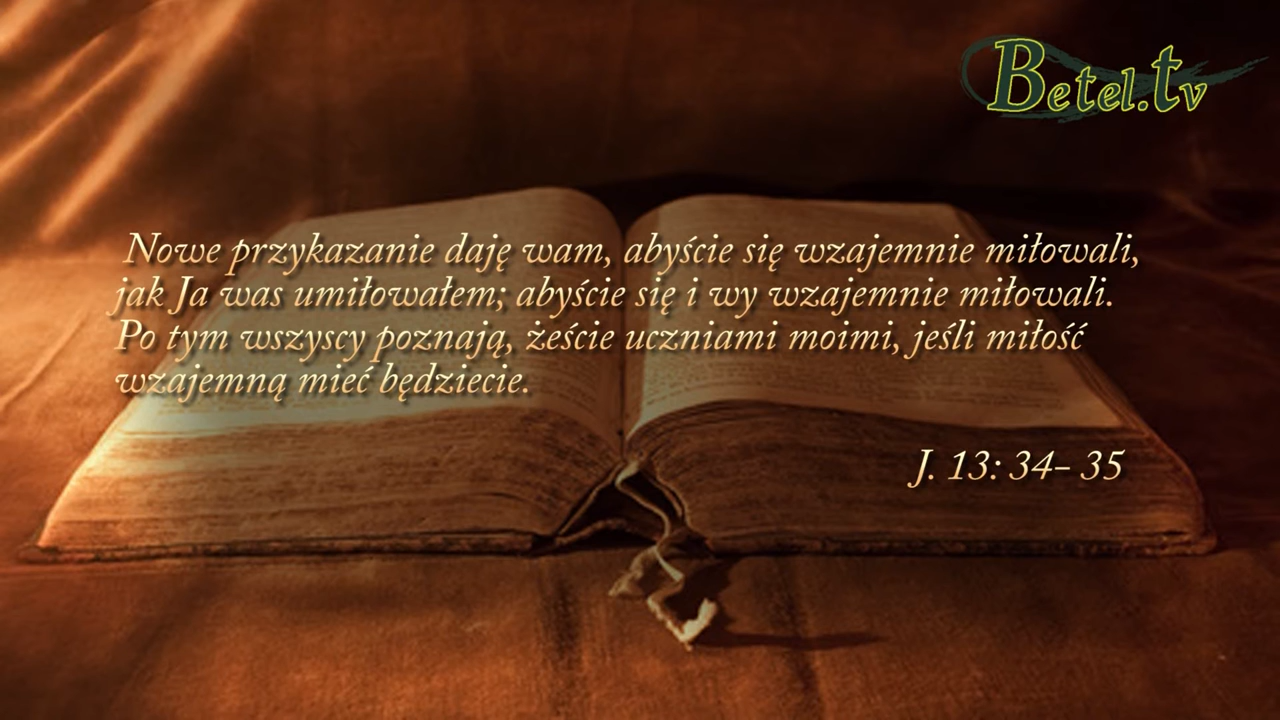 Betel.tv
Nowe przykazanie daję wam, abyście się wzajemnie miłowali,
jak Ja was umiłowałem; abyście się i wy wzajemnie miłowali.
Po tym wszyscy poznają, żeście uczniami moimi, jeśli miłość
wzajemną mieć będziecie.
J. 13: 34- 35